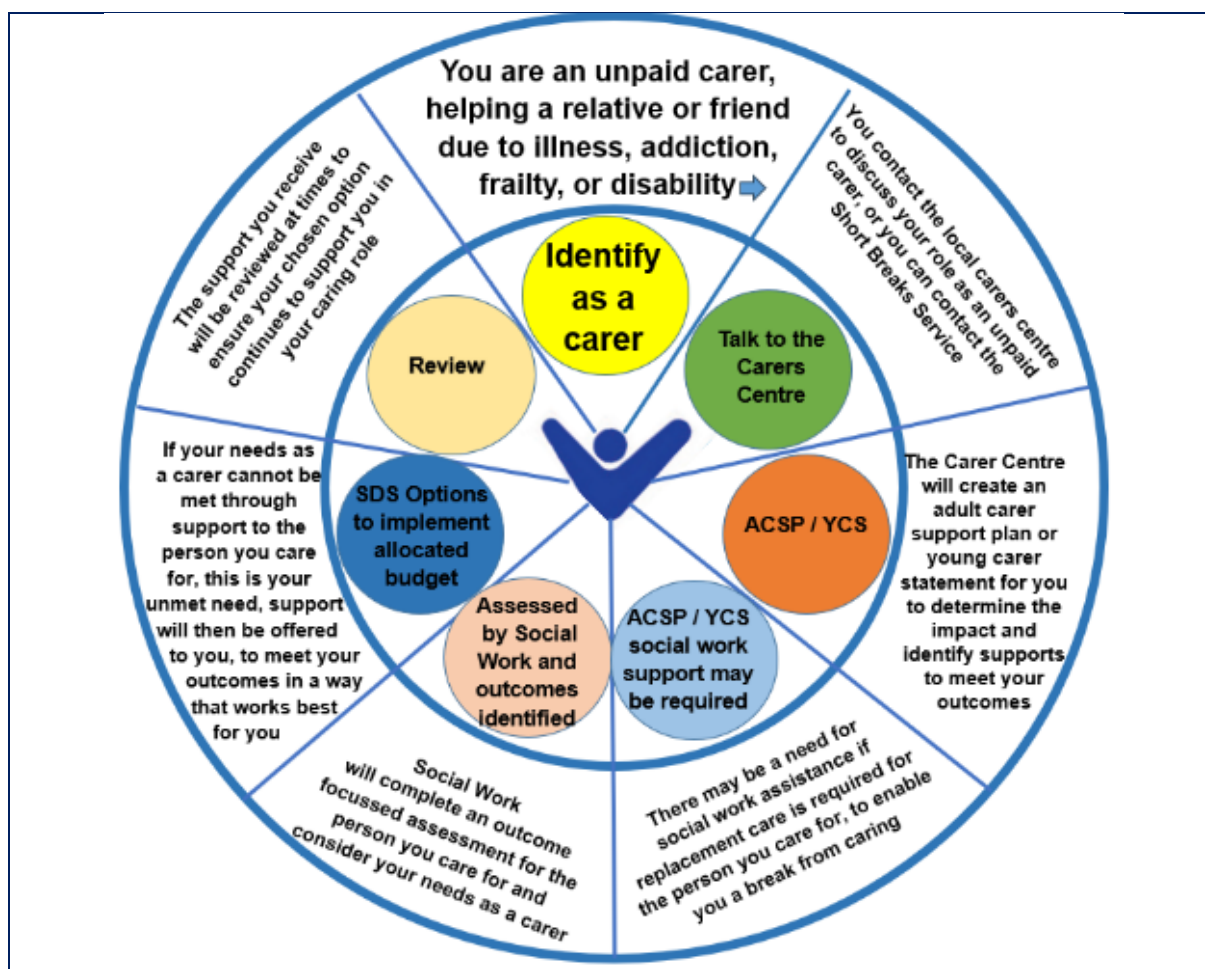 You are an unpaid carer,
helping a relative or friend
due to illness, addiction,
frailty, or disability
Identify
as a
carer
You contact the local carers centre
to discuss your role as an unpaid
carer, or you can contact the
Short Breaks Service
Talk to the
Carers
Centre
The Carer Centre
will create an
adult carer
support plan or
young carer
statement for you
to determine the
impact and
identify supports
to meet your
outcomes
ACSP / YCS
There may be a need for
social work assistance if
replacement care is required for
the person you care for, to enable
you a break from caring
ACSP / YCS
social work
support may
be required
Social Work
will complete an outcome
focussed assessment for the
person you care for and
consider your needs as a carer
Assessed
by Social
Work and
outcomes
identified
If your needs as
a carer cannot be
met through
support to the
person you care
for, this is your
unmet need, support
will then be offered
to you, to meet your
outcomes in a way
that works best
for you
SDS Options
to implement
allocated
budget
The support you receive
will be reviewed at times to
ensure your chosen option
continues to support you in
your caring role
Review